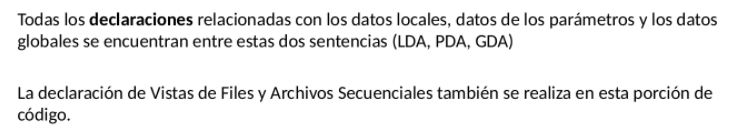 Todas los declaraciones relacionadas con los datos locales, datos de los parámetros y los datos
globales se encuentran entre estas dos sentencias (LDA, PDA, GDA)
La declaración de Vistas de Files y Archivos Secuenciales también se realiza en esta porción de
código.